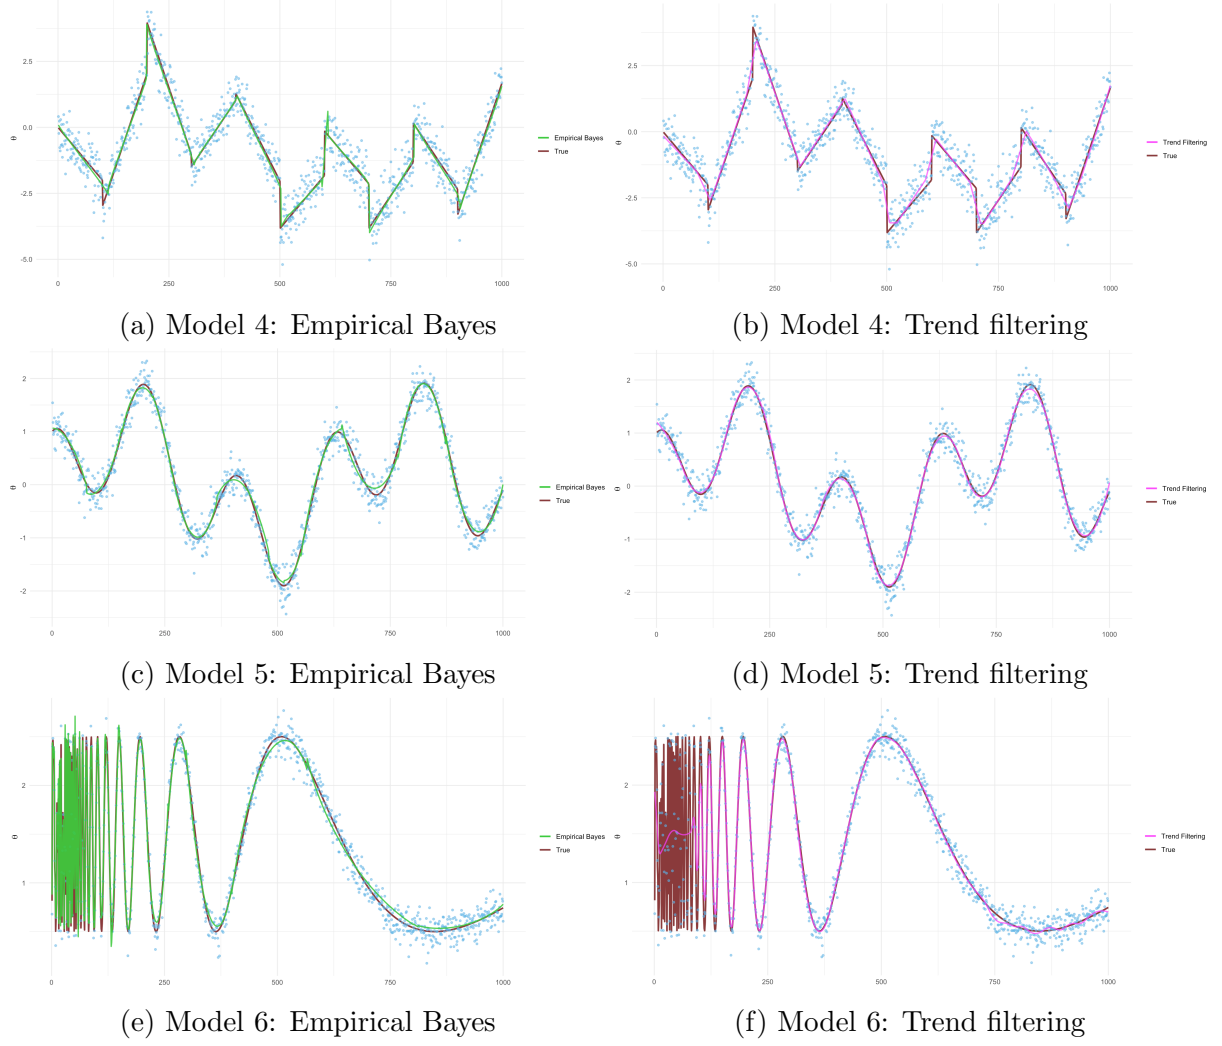 2.5
0.0
-2.5
-5.0
θ
0
250
500
750
1000
Empirical Bayes
True
(a) Model 4: Empirical Bayes
2.5
0.0
-2.5
-5.0
θ
0
250
500
750
1000
Trend Filtering
True
(b) Model 4: Trend filtering
2
1
0
-1
-2
θ
0
250
500
750
1000
Empirical Bayes
True
(c) Model 5: Empirical Bayes
2
1
0
-1
-2
θ
0
250
500
750
1000
Trend Filtering
True
(d) Model 5: Trend filtering
2
1
θ
0
250
500
750
1000
Empirical Bayes
True
(e) Model 6: Empirical Bayes
2
1
θ
0
250
500
750
1000
Trend Filtering
True
(f) Model 6: Trend filtering